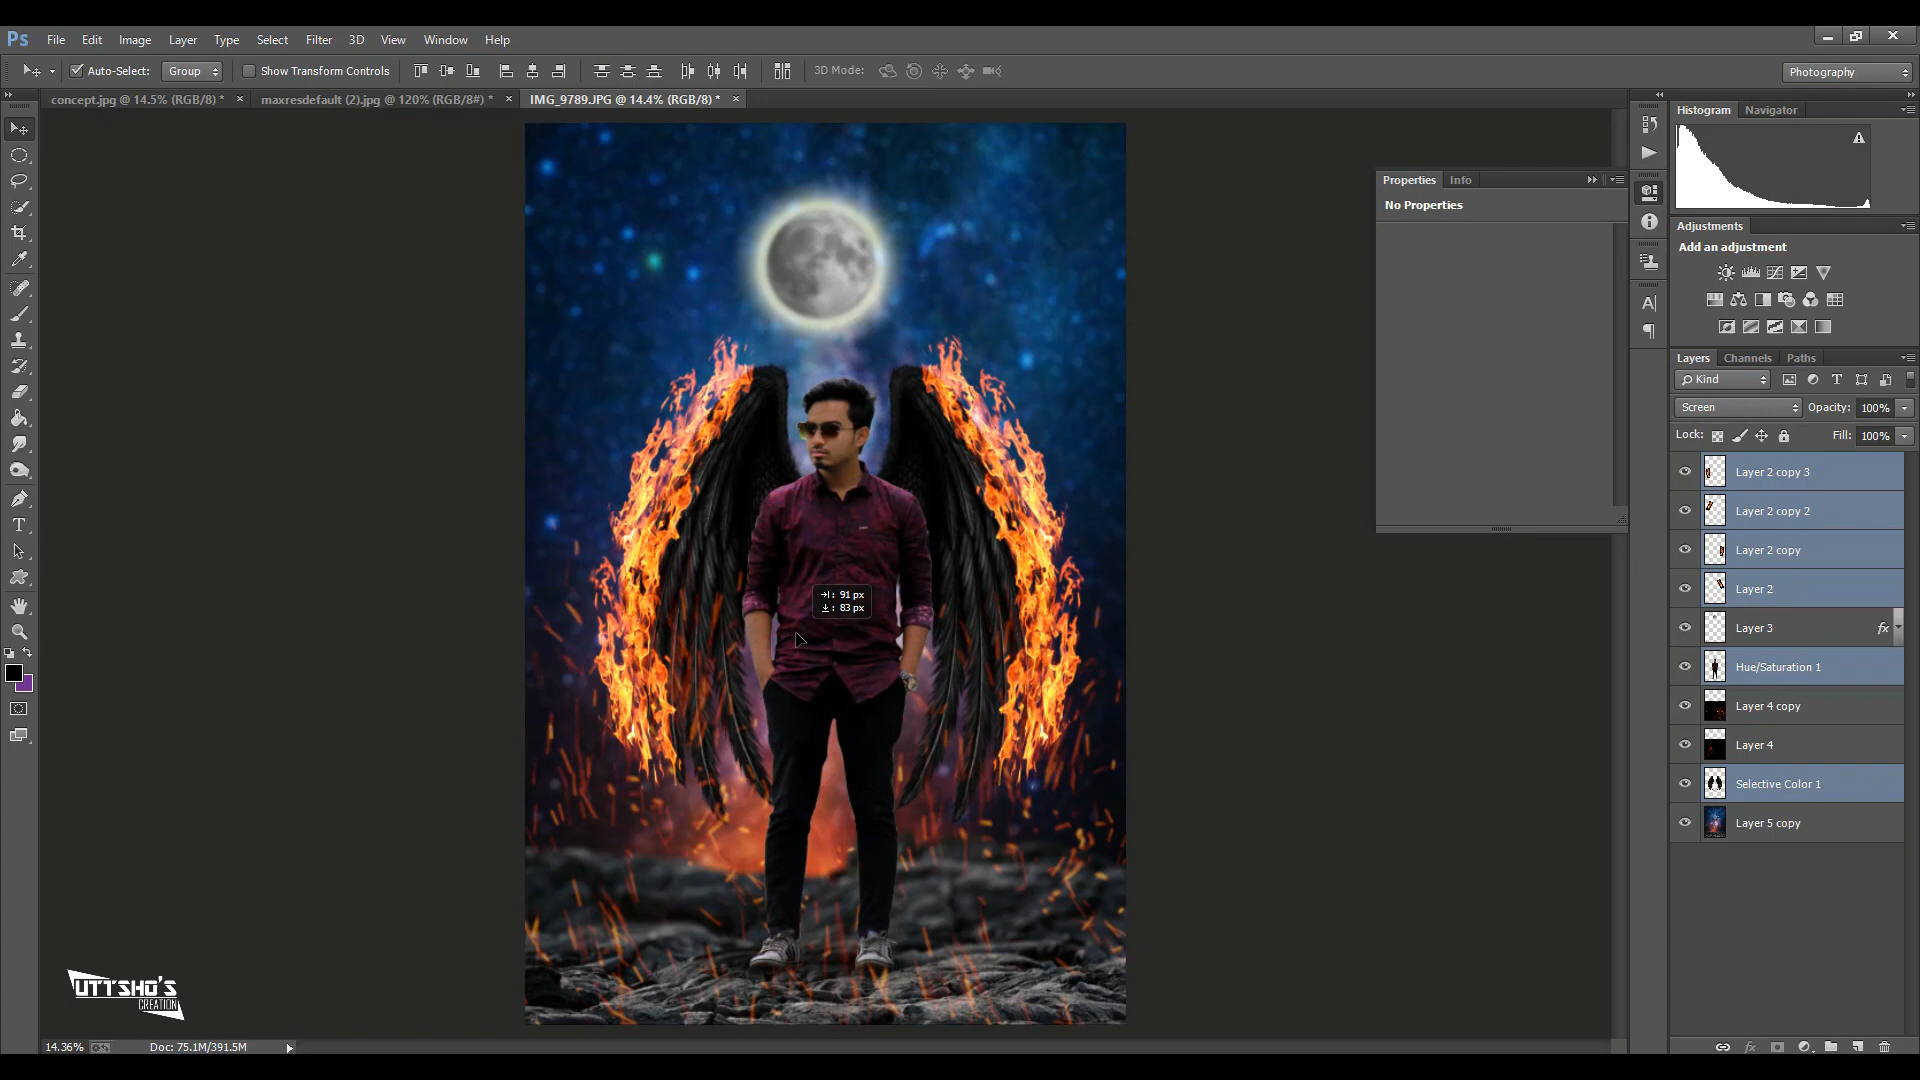 Ps File Edit Image Layer Type Select Filter 3D View Window Help
Auto-Select: Group Show Transform Controls 3D Mode: Photography
concept.jpg @ 14.5% (RGB/8) * × maxresdefault (2).jpg @ 120% (RGB/8#) * × IMG_9789.JPG @ 14.4% (RGB/8) * ×
Histogram Navigator
Properties Info
No Properties
Adjustments
Add an adjustment
Layers Channels Paths
Kind
Screen Opacity: 100%
Lock: Fill: 100%
Layer 2 copy 3
Layer 2 copy 2
Layer 2 copy
Layer 2
Layer 3 fx
Hue/Saturation 1
Layer 4 copy
Layer 4
Selective Color 1
Layer 5 copy
: 91 px
: 83 px
UTTSHO'S
CREATION
14.36% Doc: 75.1M/391.5M
fx